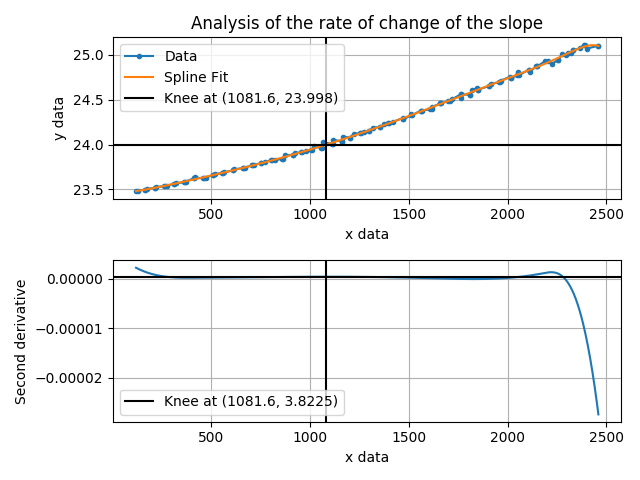 Analysis of the rate of change of the slope
25.0
24.5
24.0
23.5
y data
Data
Spline Fit
Knee at (1081.6, 23.998)
500 1000 1500 2000 2500
x data
0.00000
−0.00001
−0.00002
Second derivative
Knee at (1081.6, 3.8225)
500 1000 1500 2000 2500
x data